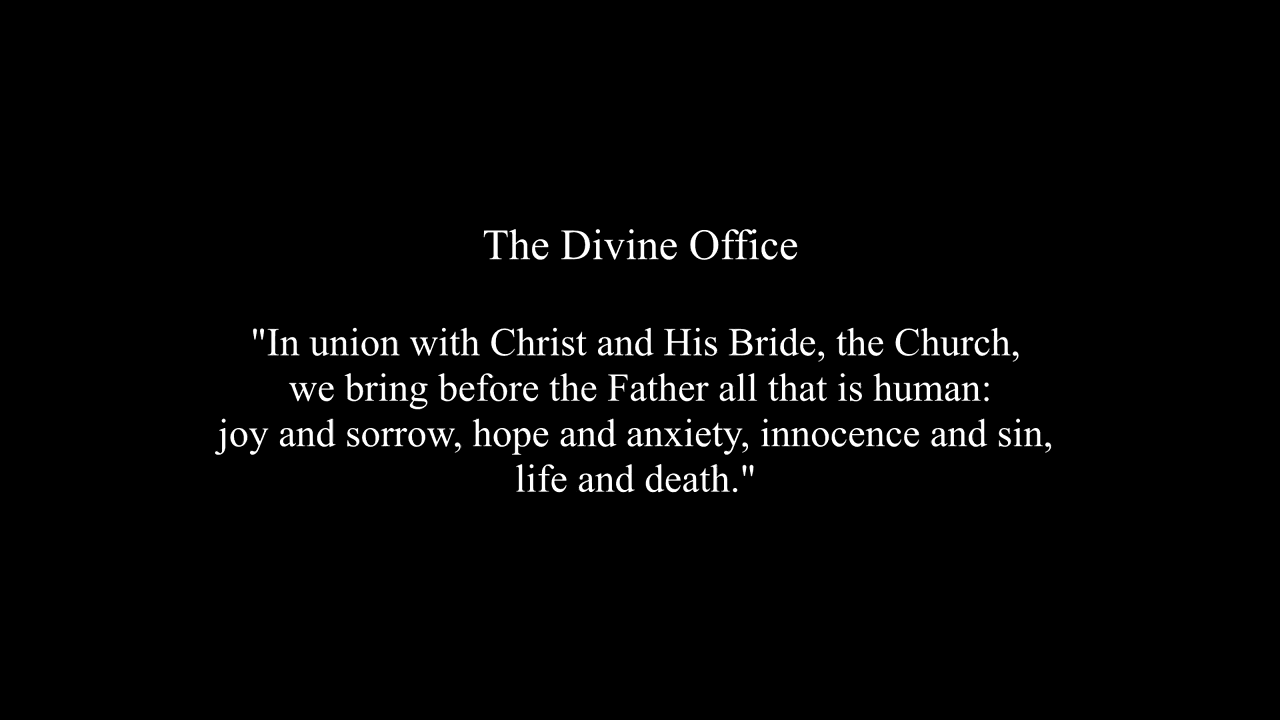 The Divine Office
"In union with Christ and His Bride, the Church,
we bring before the Father all that is human:
joy and sorrow, hope and anxiety, innocence and sin,
life and death."